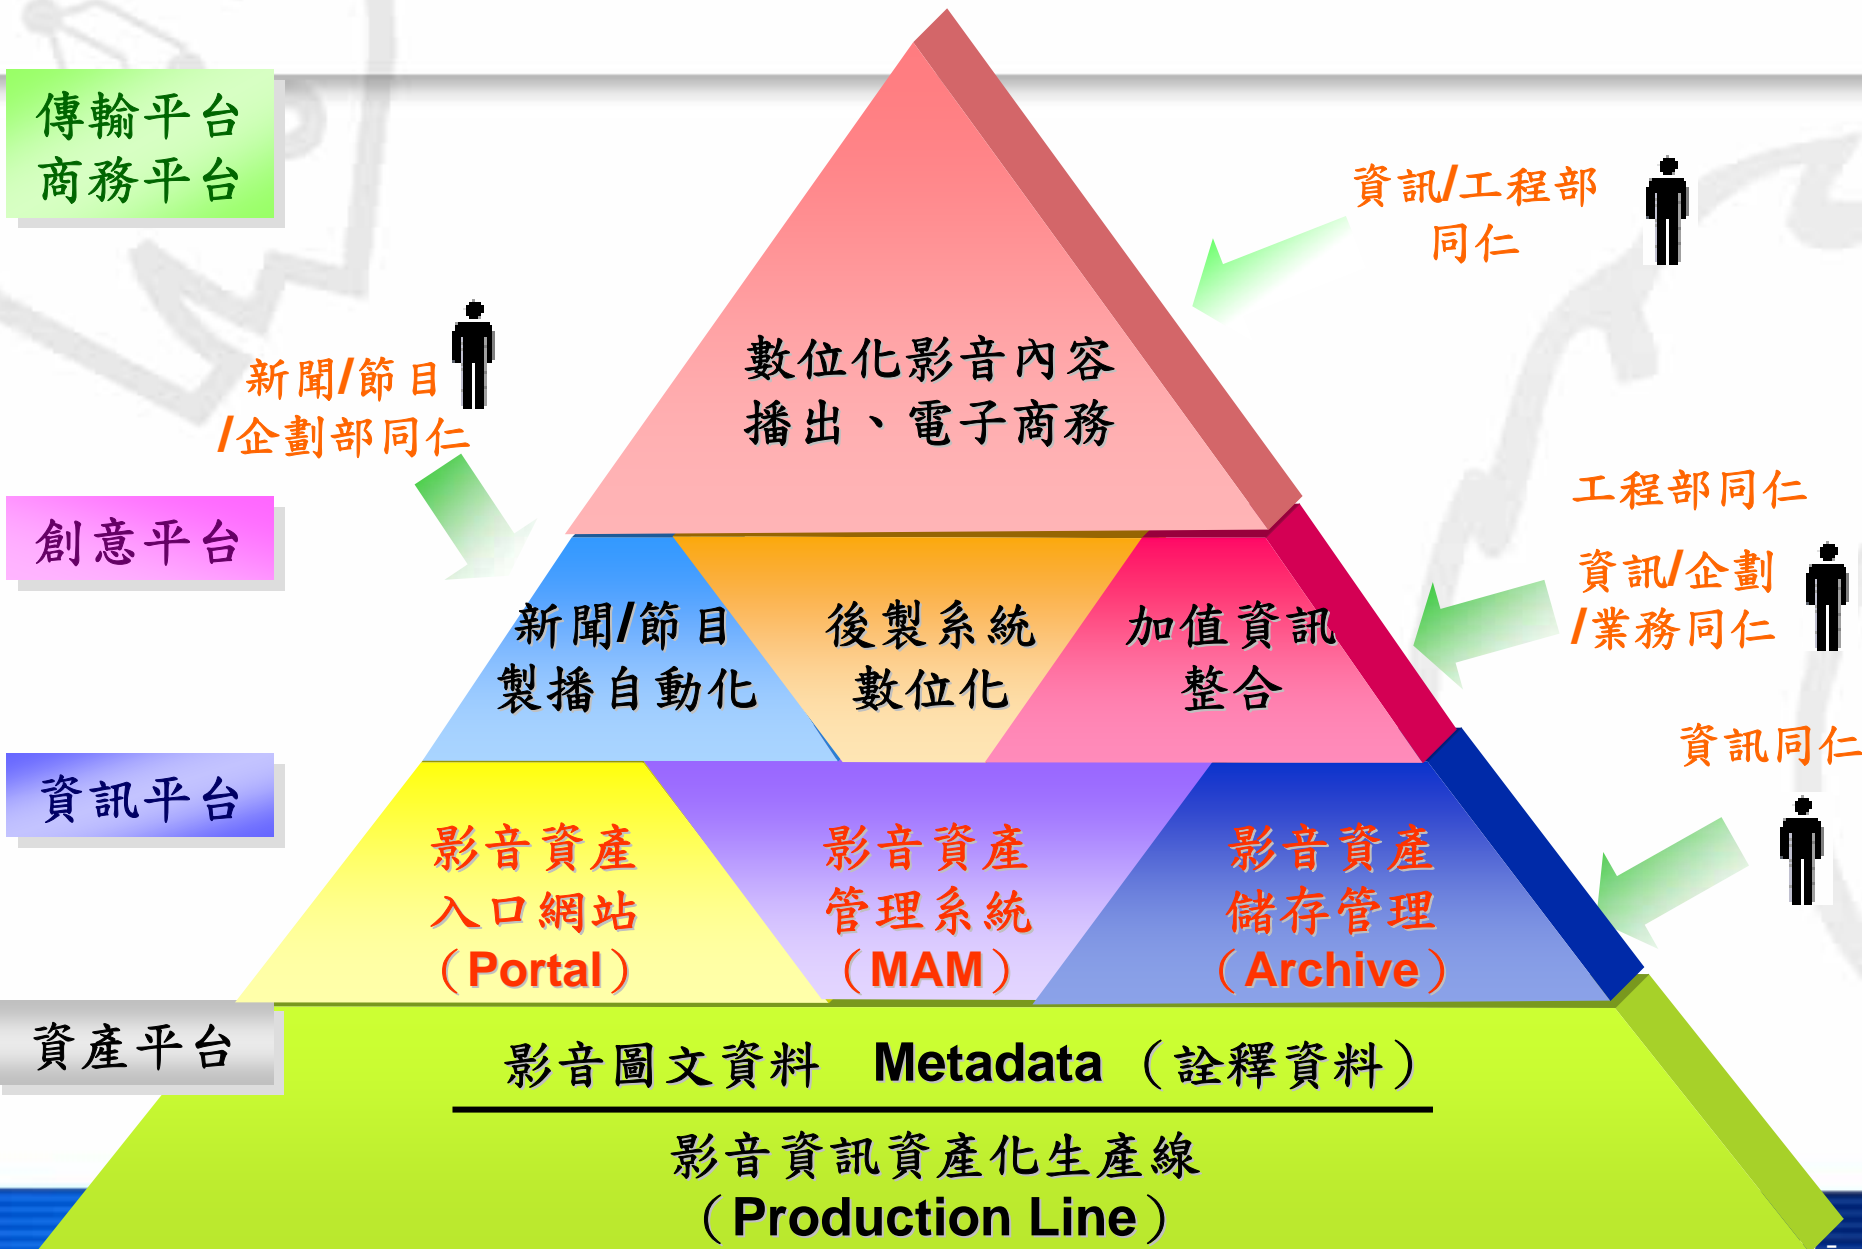 傳輸平台
商務平台
資訊/工程部
同仁
數位化影音內容
播出、電子商務
新聞/節目
/企劃部同仁
創意平台
工程部同仁
資訊/企劃
/業務同仁
新聞/節目
製播自動化
後製系統
數位化
加值資訊
整合
資訊平台
資訊同仁
影音資產
入口網站
（Portal）
影音資產
管理系統
（MAM）
影音資產
儲存管理
（Archive）
資產平台
影音圖文資料　Metadata（詮釋資料）
影音資訊資產化生產線
（Production Line）